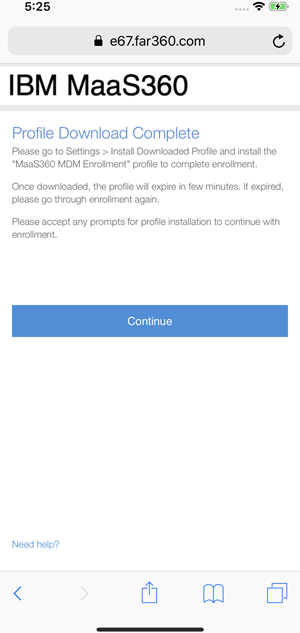 5:25
e67.far360.com
IBM MaaS360
Profile Download Complete
Please go to Settings > Install Downloaded Profile and install the
"MaaS360 MDM Enrollment" profile to complete enrollment.
Once downloaded, the profile will expire in few minutes. If expired,
please go through enrollment again.
Please accept any prompts for profile installation to continue with
enrollment.
Continue
Need help?